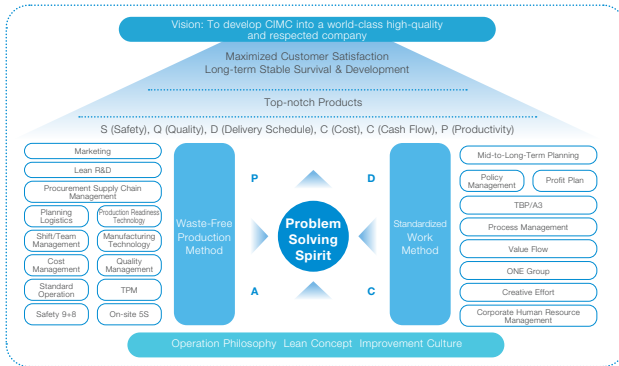 Vision: To develop CIMC into a world-class high-quality
and respected company
Maximized Customer Satisfaction
Long-term Stable Survival & Development
Top-notch Products
S (Safety), Q (Quality), D (Delivery Schedule), C (Cost), C (Cash Flow), P (Productivity)
Marketing
Lean R&D
Procurement Supply Chain
Management
Planning
Logistics
Production Readiness
Technology
Shift/Team
Management
Manufacturing
Technology
Cost
Management
Quality
Management
Standard
Operation
TPM
Safety 9+8
On-site 5S
Waste-Free
Production
Method
P
D
Problem
Solving
Spirit
A
C
Standardized
Work
Method
Mid-to-Long-Term Planning
Policy
Management
Profit Plan
TBP/A3
Process Management
Value Flow
ONE Group
Creative Effort
Corporate Human Resource
Management
Operation Philosophy Lean Concept Improvement Culture